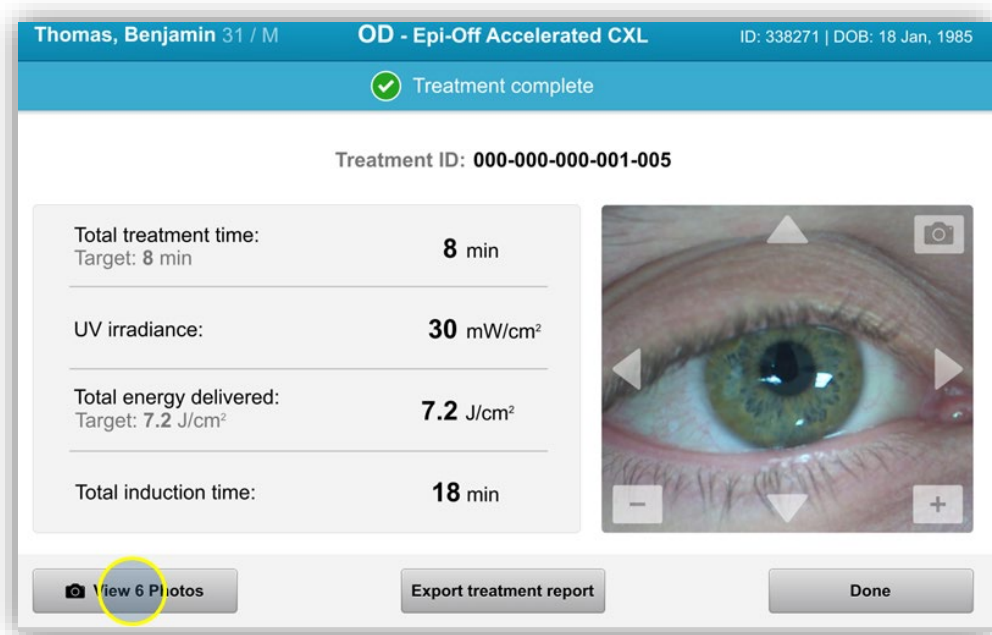 Thomas, Benjamin 31 / M
OD - Epi-Off Accelerated CXL
ID: 338271 | DOB: 18 Jan, 1985
Treatment complete
Treatment ID: 000-000-000-001-005
Total treatment time: 8 min
Target: 8 min
UV irradiance: 30 mW/cm²
Total energy delivered: 7.2 J/cm²
Target: 7.2 J/cm²
Total induction time: 18 min
View 6 Photos
Export treatment report
Done